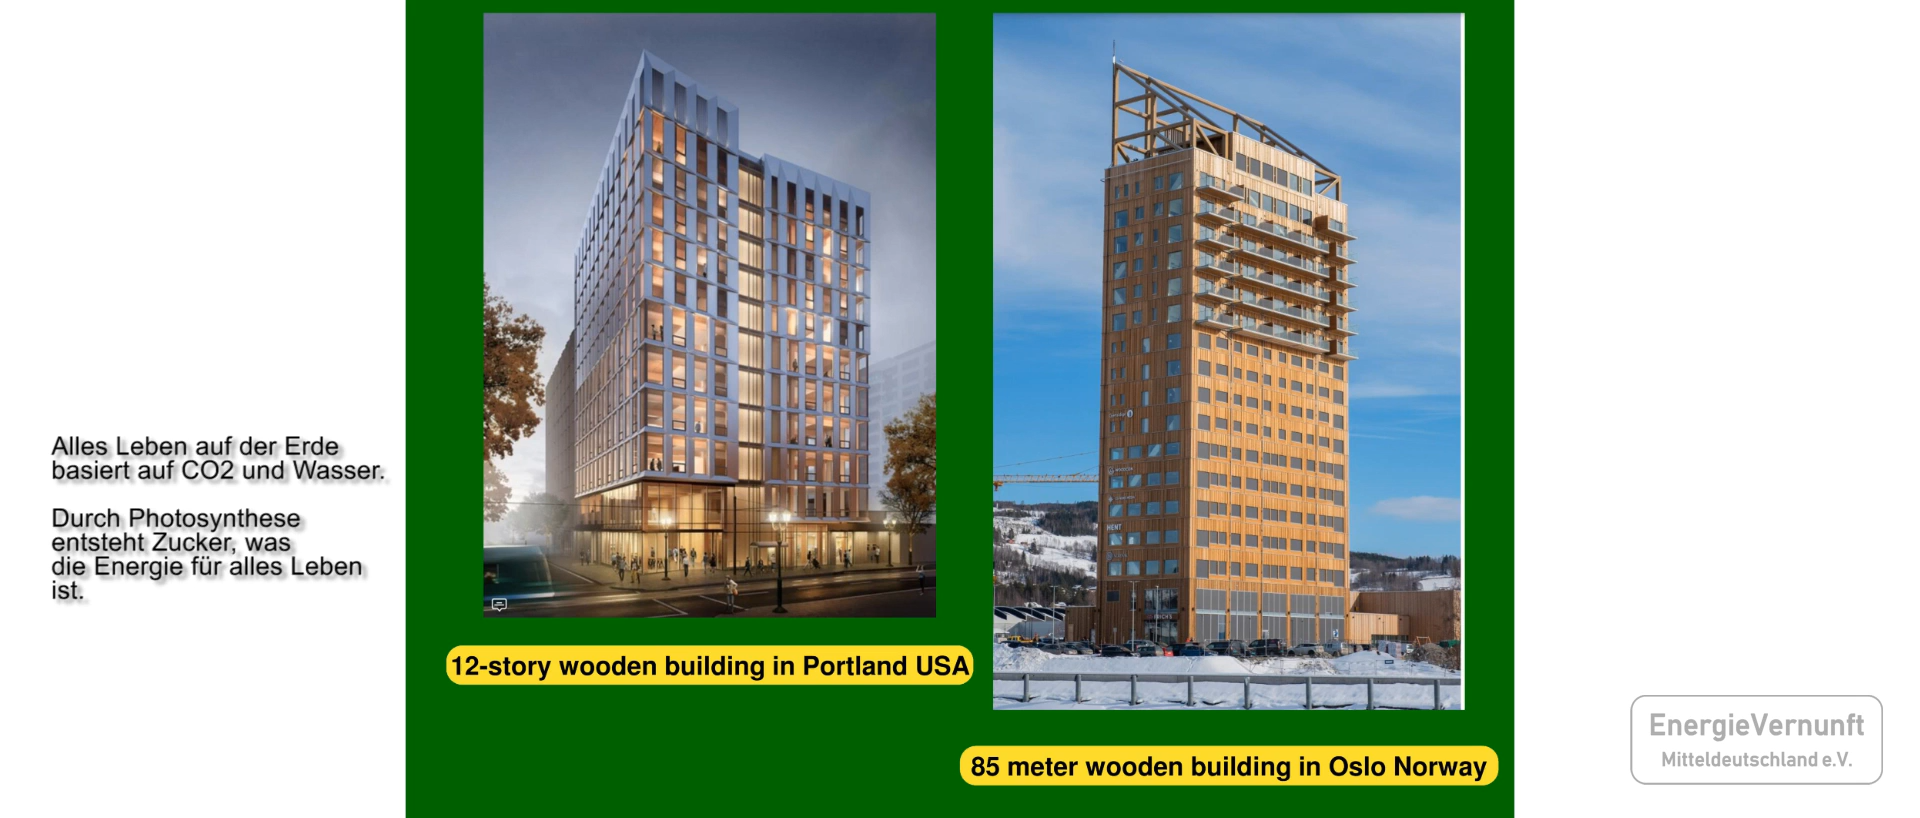 Alles Leben auf der Erde
basiert auf CO2 und Wasser.
Durch Photosynthese
entsteht Zucker, was
die Energie für alles Leben
ist.
12-story wooden building in Portland USA
HENT
85 meter wooden building in Oslo Norway
EnergieVernunft
Mitteldeutschland e.V.